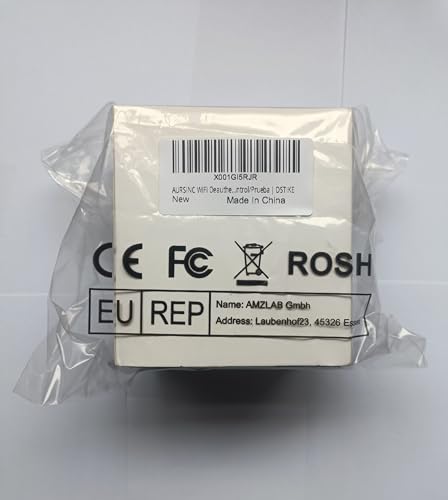 X001GI5RJR
AURSINC WiFi Deauthe...ntrol/Prueba | DSTIKE
New Made In China
CE FC ROSH
EU REP Name: AMZLAB Gmbh
Address: Laubenhof23, 45326 Essen